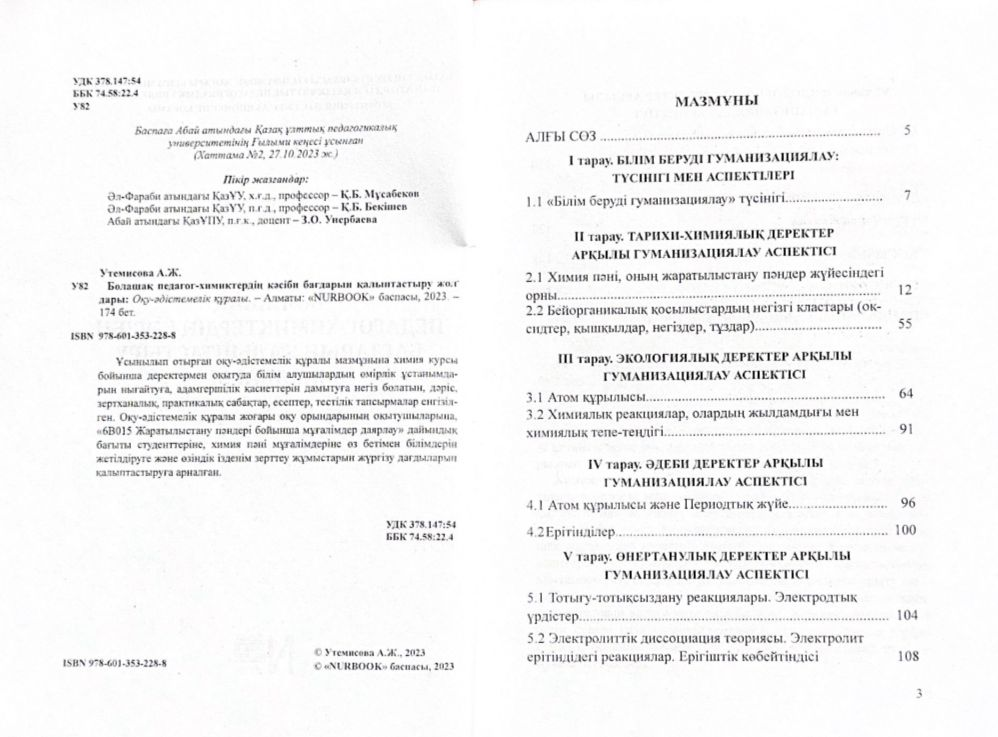 УДК 378.147:54
ББК 74.58:22.4
У82
Баспаға Абай атындағы Қазақ ұлттық педагогикалық
университетінің Ғылыми кеңесі ұсынған
(Хаттама №2, 27.10.2023 ж.)
Пікір жазғандар:
Әл-Фараби атындағы ҚазҰУ, х.ғ.д., профессор – Қ.Б. Мұсабеков
Әл-Фараби атындағы ҚазҰУ, п.ғ.д., профессор – Қ.Б. Бекішев
Абай атындағы ҚазҰПУ, п.ғ.к., доцент – З.О. Унербаева
Утемисова А.Ж.
У82 Болашақ педагог-химиктердің кәсіби бағдарын қалыптастыру жол
дары: Оқу-әдістемелік құралы. – Алматы: «NURBOOK» баспасы, 2023. –
174 бет.
ISBN 978-601-353-228-8
Ұсынылып отырған оқу-әдістемелік құралы мазмұнына химия курсы
бойынша деректермен оқытуда білім алушылардың өмірлік ұстанымда-
рын нығайтуға, адамгершілік қасиеттерін дамытуға негіз болатын, дәріс,
зертханалық, практикалық сабақтар, есептер, тестілік тапсырмалар енгізіл-
ген. Оқу-әдістемелік құралы жоғары оқу орындарының оқытушыларына,
«6В015 Жаратылыстану пәндері бойынша мұғалімдер даярлау» дайындық
бағыты студенттеріне, химия пәні мұғалімдеріне өз бетімен білімдерін
жетілдіруге және өзіндік ізденім зерттеу жұмыстарын жүргізу дағдыларын
қалыптастыруға арналған.
УДК 378.147:54
ББК 74.58:22.4
ISBN 978-601-353-228-8
© Утемисова А.Ж., 2023
© «NURBOOK» баспасы, 2023
МАЗМҰНЫ
АЛҒЫ СӨЗ ........................................................ 5
I тарау. БІЛІМ БЕРУДІ ГУМАНИЗАЦИЯЛАУ:
ТҮСІНІГІ МЕН АСПЕКТІЛЕРІ
1.1 «Білім беруді гуманизациялау» түсінігі.................... 7
II тарау. ТАРИХИ-ХИМИЯЛЫҚ ДЕРЕКТЕР
АРҚЫЛЫ ГУМАНИЗАЦИЯЛАУ АСПЕКТІСІ
2.1 Химия пәні, оның жаратылыстану пәндер жүйесіндегі
орны.................................................................. 12
2.2 Бейорганикалық қосылыстардың негізгі кластары (ок-
сидтер, қышқылдар, негіздер, тұздар).......................... 55
III тарау. ЭКОЛОГИЯЛЫҚ ДЕРЕКТЕР АРҚЫЛЫ
ГУМАНИЗАЦИЯЛАУ АСПЕКТІСІ
3.1 Атом құрылысы.................................................. 64
3.2 Химиялық реакциялар, олардың жылдамдығы мен
химиялық тепе-теңдігі............................................. 91
IV тарау. ӘДЕБИ ДЕРЕКТЕР АРҚЫЛЫ
ГУМАНИЗАЦИЯЛАУ АСПЕКТІСІ
4.1 Атом құрылысы және Периодтық жүйе.................... 96
4.2Ерітінділер....................................................... 100
V тарау. ӨНЕРТАНУЛЫҚ ДЕРЕКТЕР АРҚЫЛЫ
ГУМАНИЗАЦИЯЛАУ АСПЕКТІСІ
5.1 Тотығу-тотықсыздану реакциялары. Электродтық
үрдістер............................................................... 104
5.2 Электролиттік диссоциация теориясы. Электролит
ерітіндідегі реакциялар. Ерігіштік көбейтіндісі 108
3